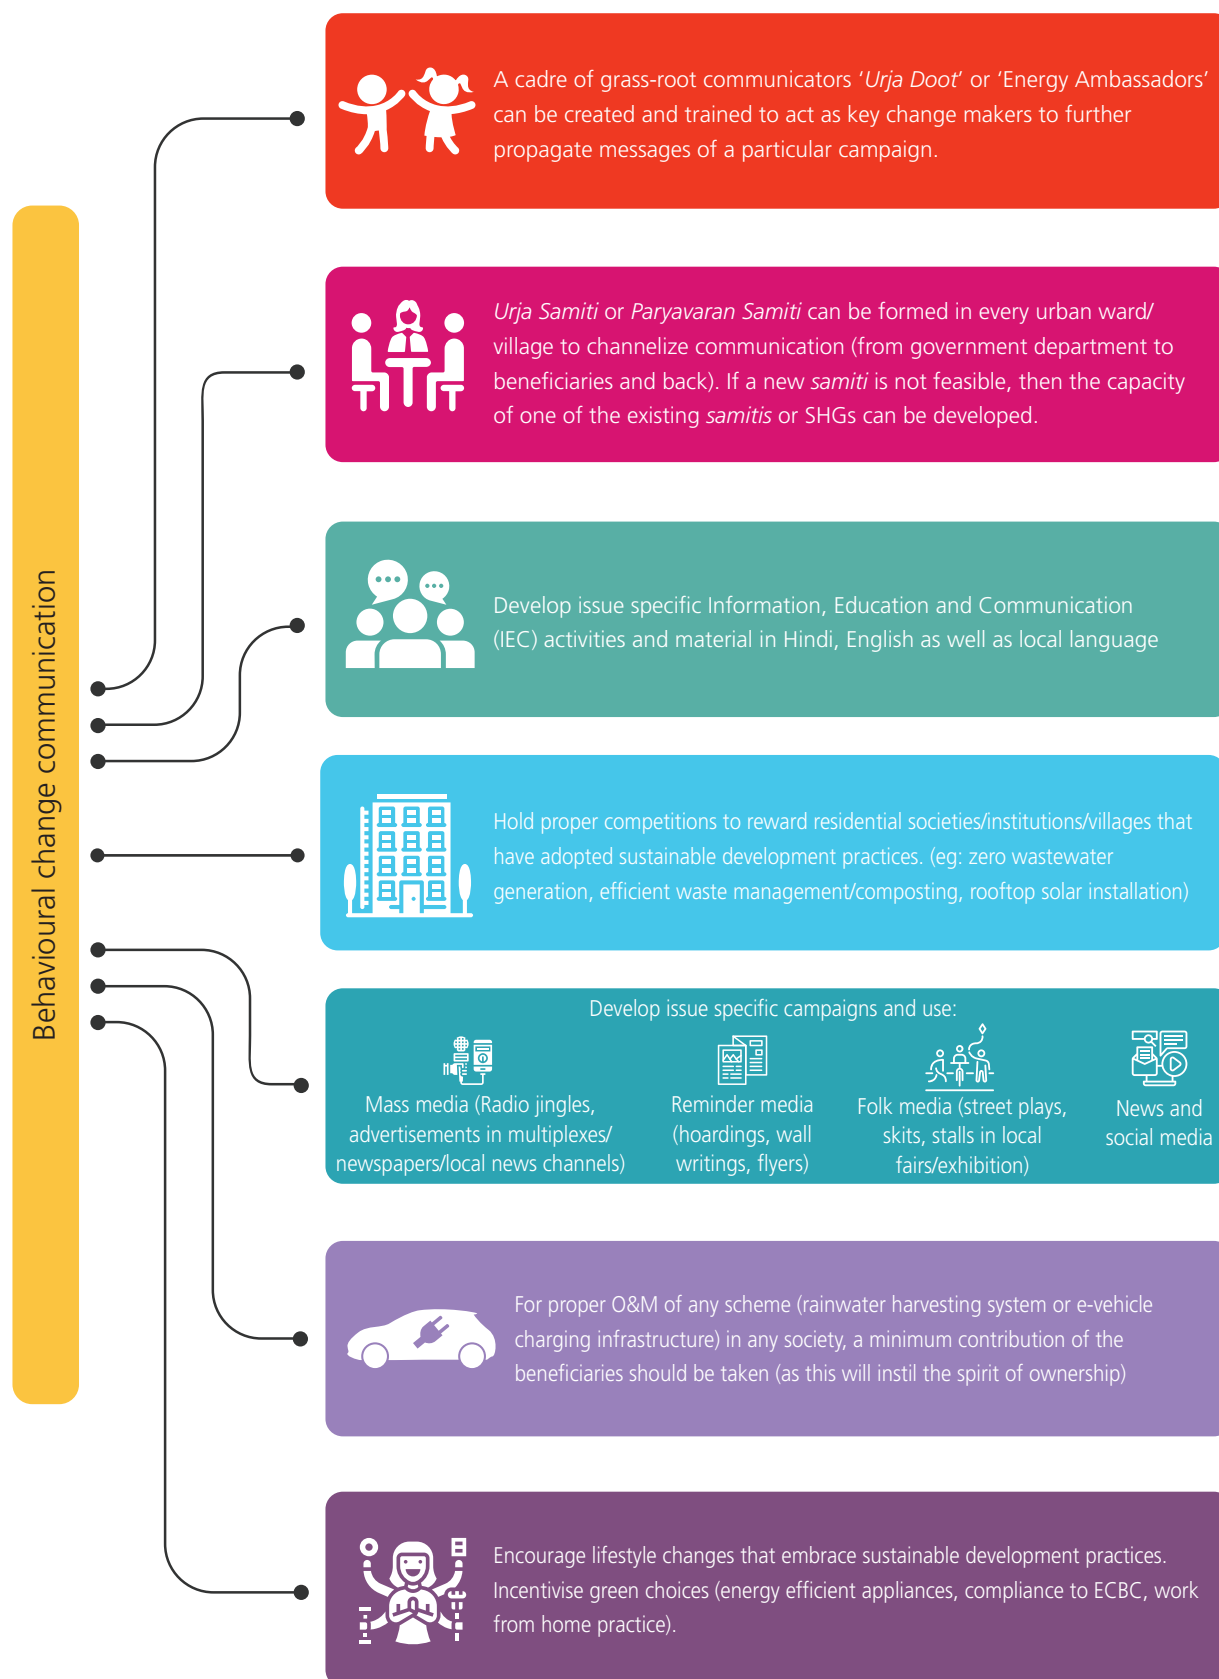 Behavioural change communication
A cadre of grass-root communicators ‘Urja Doot’ or ‘Energy Ambassadors’
can be created and trained to act as key change makers to further
propagate messages of a particular campaign.
Urja Samiti or Paryavaran Samiti can be formed in every urban ward/
village to channelize communication (from government department to
beneficiaries and back). If a new samiti is not feasible, then the capacity
of one of the existing samitis or SHGs can be developed.
Develop issue specific Information, Education and Communication
(IEC) activities and material in Hindi, English as well as local language
Hold proper competitions to reward residential societies/institutions/villages that
have adopted sustainable development practices. (eg: zero wastewater
generation, efficient waste management/composting, rooftop solar installation)
Develop issue specific campaigns and use:
Mass media (Radio jingles,
advertisements in multiplexes/
newspapers/local news channels)
Reminder media
(hoardings, wall
writings, flyers)
Folk media (street plays,
skits, stalls in local
fairs/exhibition)
News and
social media
For proper O&M of any scheme (rainwater harvesting system or e-vehicle
charging infrastructure) in any society, a minimum contribution of the
beneficiaries should be taken (as this will instil the spirit of ownership)
Encourage lifestyle changes that embrace sustainable development practices.
Incentivise green choices (energy efficient appliances, compliance to ECBC, work
from home practice).